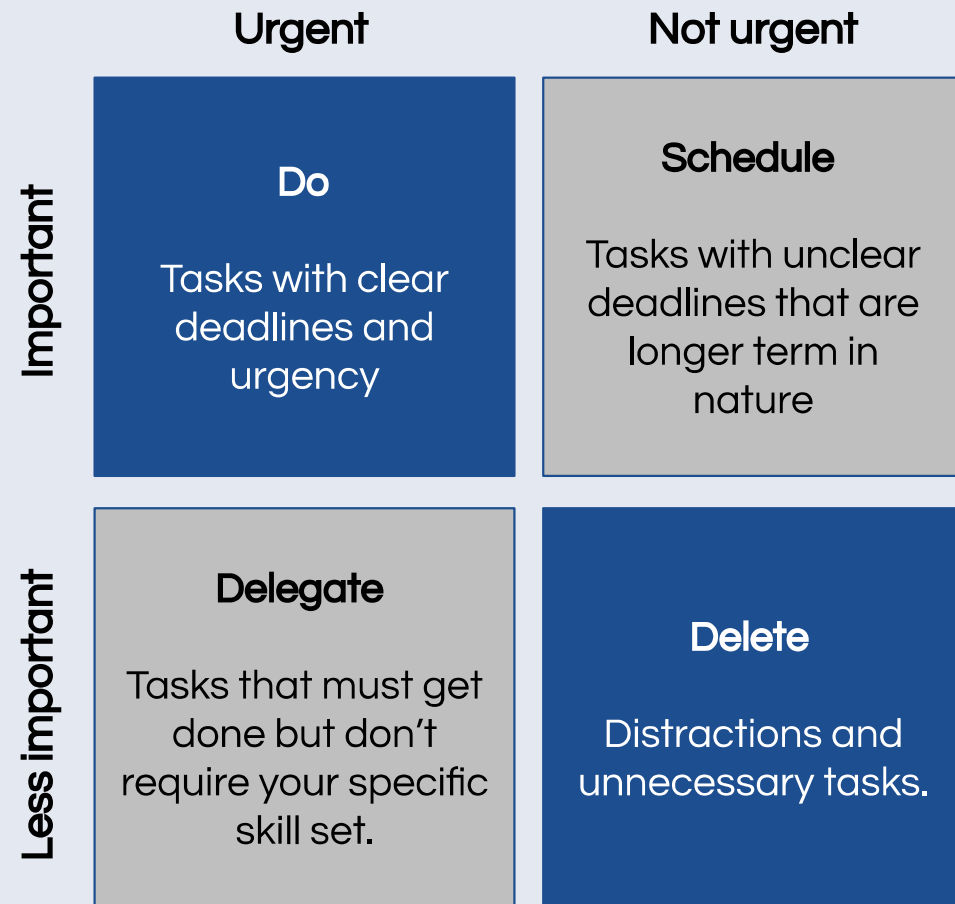 Urgent
Not urgent
Important
Do
Tasks with clear
deadlines and
urgency
Schedule
Tasks with unclear
deadlines that are
longer term in
nature
Less important
Delegate
Tasks that must get
done but don’t
require your specific
skill set.
Delete
Distractions and
unnecessary tasks.